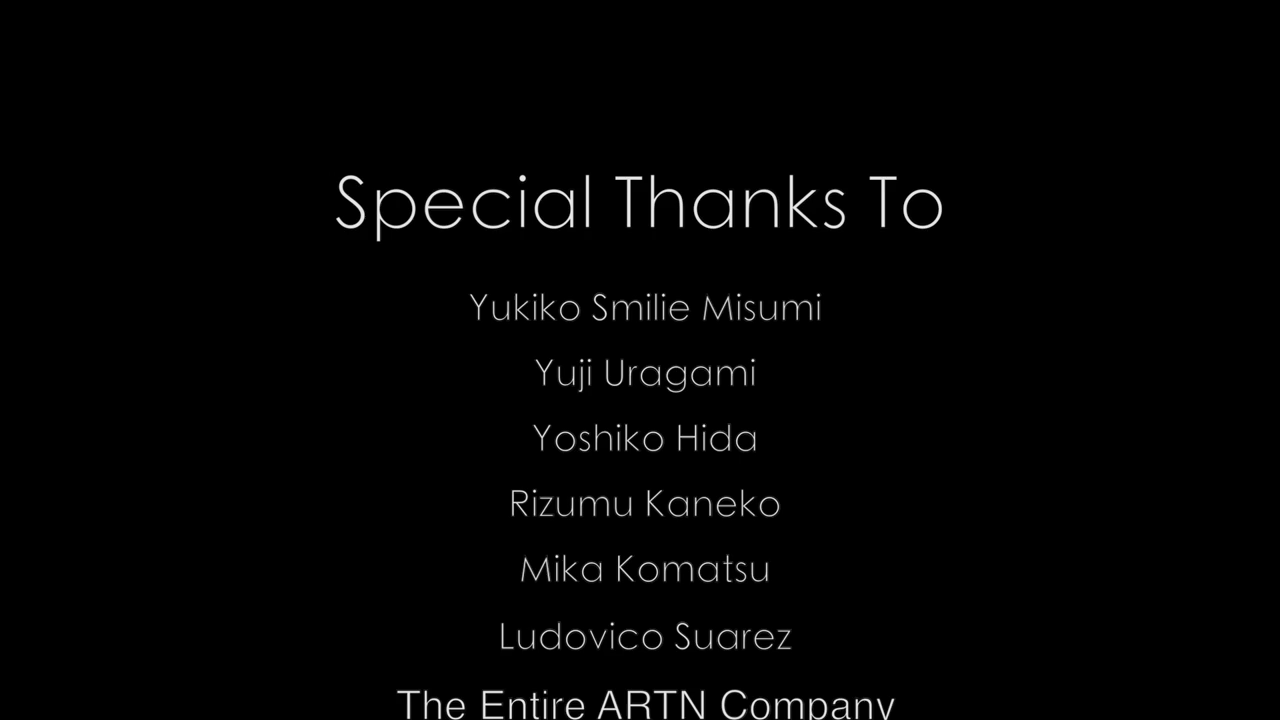 Special Thanks To
Yukiko Smilie Misumi
Yuji Uragami
Yoshiko Hida
Rizumu Kaneko
Mika Komatsu
Ludovico Suarez
The Entire ARTN Company